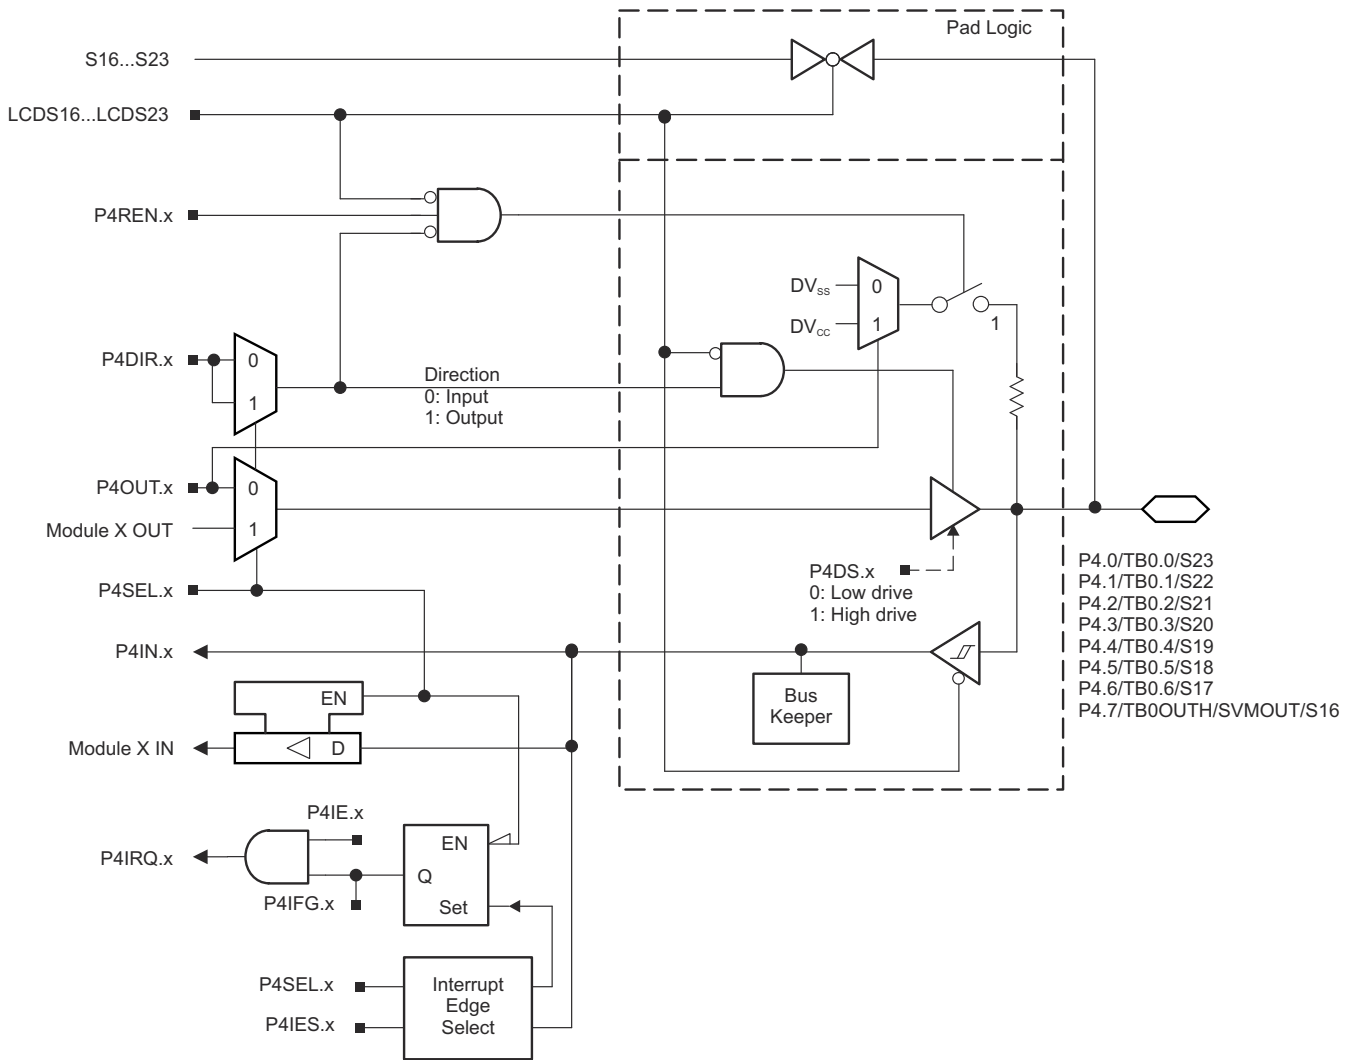 Pad Logic
S16...S23
LCDS16...LCDS23
P4REN.x
DVSS
0
DVCC
1
1
P4DIR.x
0
1
Direction
0: Input
1: Output
P4OUT.x
0
Module X OUT
1
P4DS.x
0: Low drive
1: High drive
P4SEL.x
P4.0/TB0.0/S23
P4.1/TB0.1/S22
P4.2/TB0.2/S21
P4.3/TB0.3/S20
P4.4/TB0.4/S19
P4.5/TB0.5/S18
P4.6/TB0.6/S17
P4.7/TB0OUTH/SVMOUT/S16
P4IN.x
Bus
Keeper
EN
Module X IN
D
P4IE.x
P4IRQ.x
EN
Q
P4IFG.x
Set
P4SEL.x
P4IES.x
Interrupt
Edge
Select